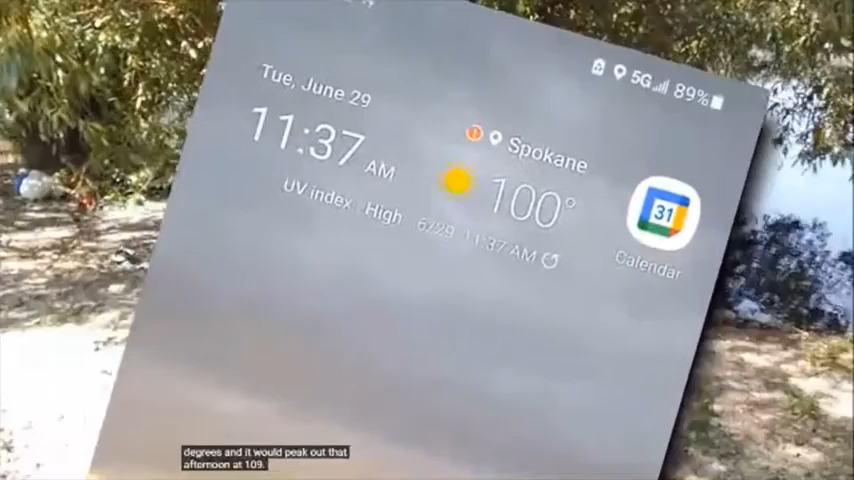 5G 89%
Tue, June 29
11:37 AM
Spokane
100°
UV index High
6/29 11:37 AM
31
Calendar
degrees and it would peak out that
afternoon at 109.